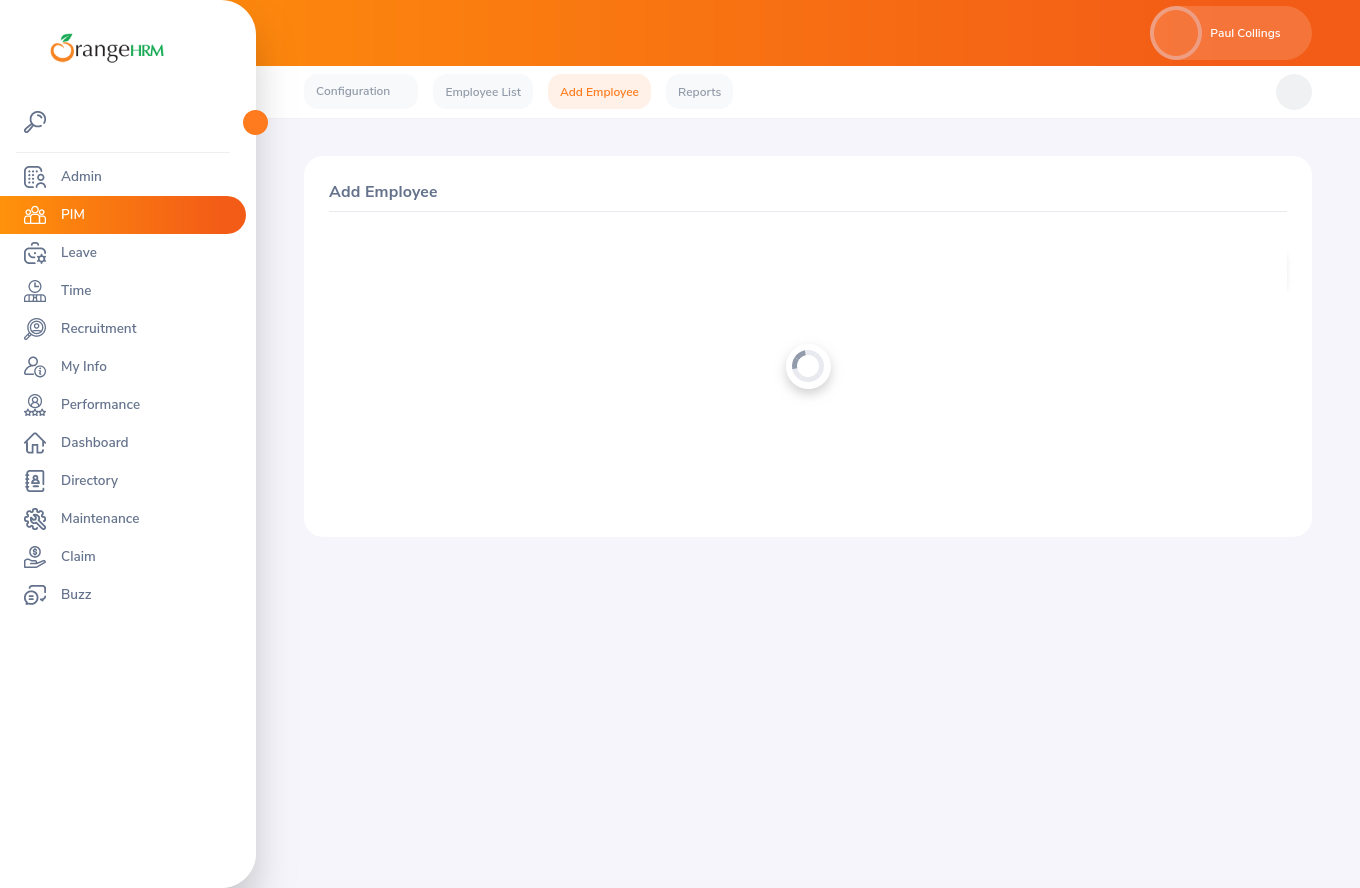 OrangeHRM
Paul Collings
Configuration
Employee List
Add Employee
Reports
Admin
PIM
Leave
Time
Recruitment
My Info
Performance
Dashboard
Directory
Maintenance
Claim
Buzz
Add Employee